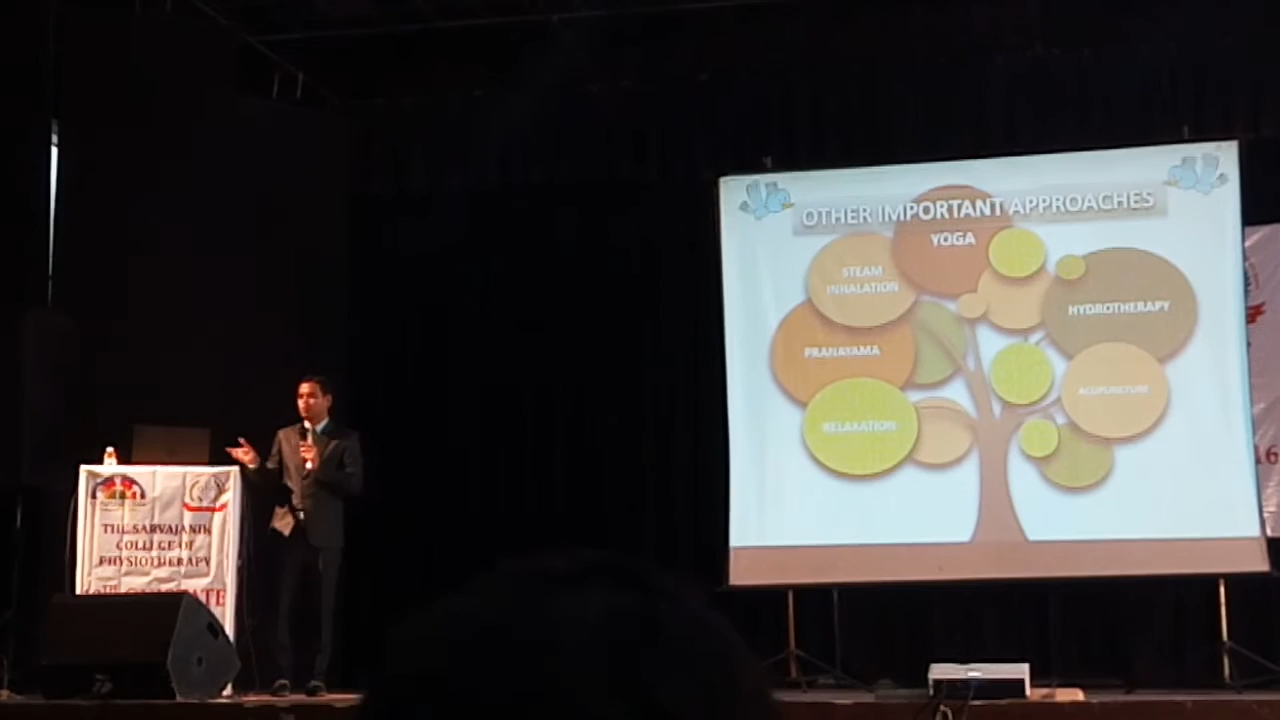 OTHER IMPORTANT APPROACHES
YOGA
STEAM
INHALATION
HYDROTHERAPY
PRANAYAMA
ACUPUNCTURE
RELAXATION
THE SARVAJANIK
COLLEGE OF
PHYSIOTHERAPY